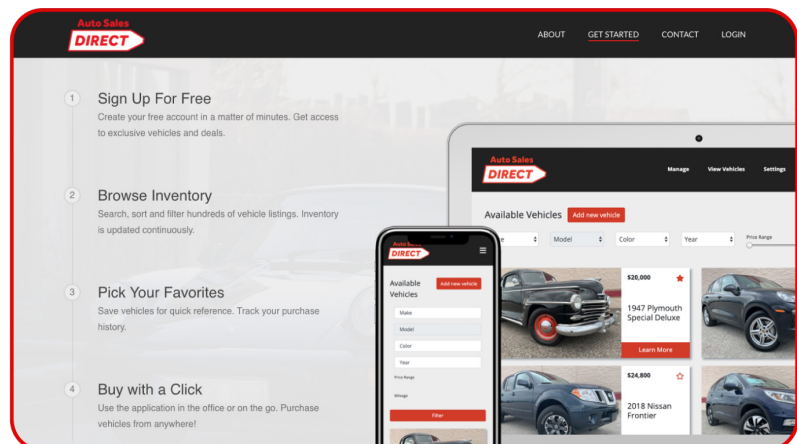 Auto Sales
DIRECT
ABOUT GET STARTED CONTACT LOGIN
1
Sign Up For Free
Create your free account in a matter of minutes. Get access
to exclusive vehicles and deals.
2
Browse Inventory
Search, sort and filter hundreds of vehicle listings. Inventory
is updated continuously.
3
Pick Your Favorites
Save vehicles for quick reference. Track your purchase
history.
4
Buy with a Click
Use the application in the office or on the go. Purchase
vehicles from anywhere!
Auto Sales
DIRECT
Manage View Vehicles Settings
Available Vehicles Add new vehicle
Model Color Year Price Range
$20,000
1947 Plymouth
Special Deluxe
Learn More
$24,800
2018 Nissan
Frontier
Auto
DIRECT
Available
Vehicles
Add new vehicle
Make
Model
Color
Year
Price Range
Mileage
Filter